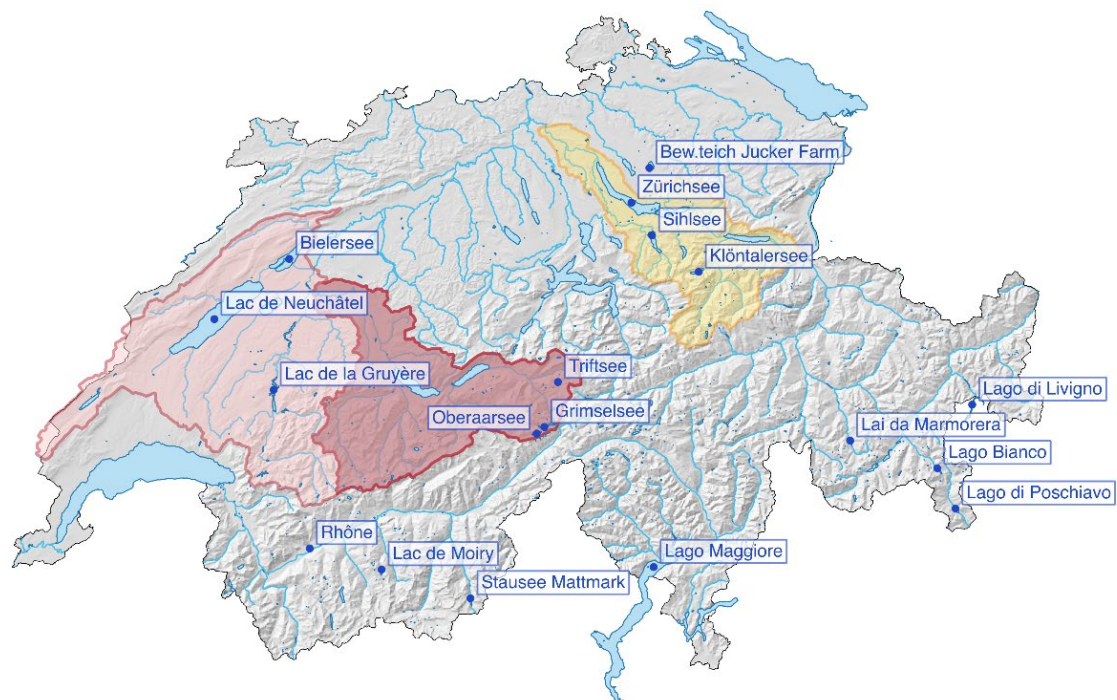 Bew.teich Jucker Farm
Zürichsee
Sihlsee
Bielersee
Klöntalersee
Lac de Neuchâtel
Lac de la Gruyère
Triftsee
Lago di Livigno
Oberaarsee
Grimselsee
Lai da Marmorera
Lago Bianco
Lago di Poschiavo
Rhône
Lac de Moiry
Lago Maggiore
Stausee Mattmark